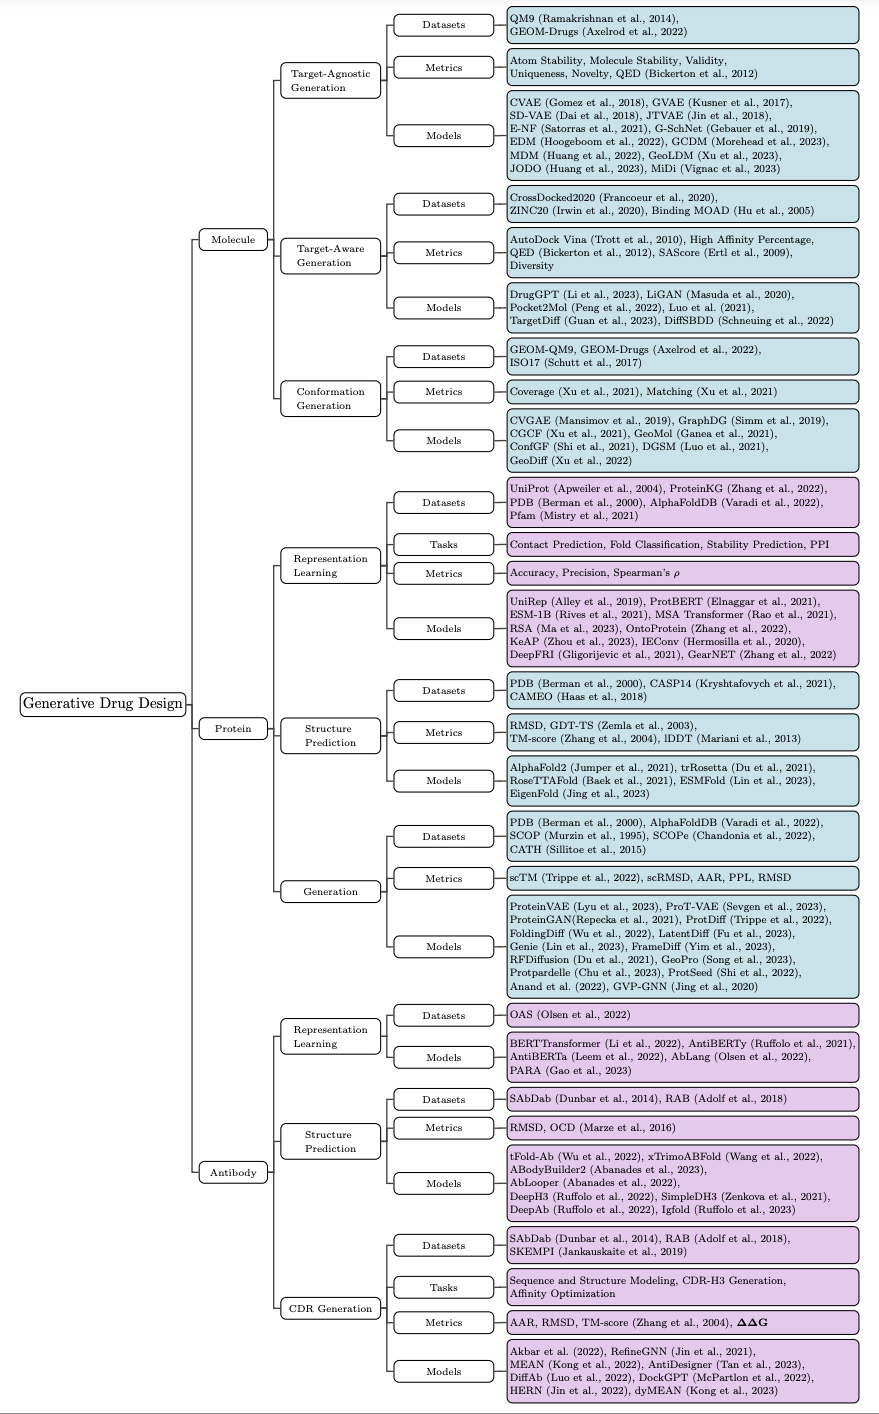 Generative Drug Design
Molecule
Target-Agnostic
Generation
Datasets
QM9 (Ramakrishnan et al., 2014),
GEOM-Drugs (Axelrod et al., 2022)
Metrics
Atom Stability, Molecule Stability, Validity,
Uniqueness, Novelty, QED (Bickerton et al., 2012)
Models
CVAE (Gomez et al., 2018), GVAE (Kusner et al., 2017),
SD-VAE (Dai et al., 2018), JTVAE (Jin et al., 2018),
E-NF (Satorras et al., 2021), G-SchNet (Gebauer et al., 2019),
EDM (Hoogeboom et al., 2022), GCDM (Morehead et al., 2023),
MDM (Huang et al., 2022), GeoLDM (Xu et al., 2023),
JODO (Huang et al., 2023), MiDi (Vignac et al., 2023)
Target-Aware
Generation
Datasets
CrossDocked2020 (Francoeur et al., 2020),
ZINC20 (Irwin et al., 2020), Binding MOAD (Hu et al., 2005)
Metrics
AutoDock Vina (Trott et al., 2010), High Affinity Percentage,
QED (Bickerton et al., 2012), SAScore (Ertl et al., 2009),
Diversity
Models
DrugGPT (Li et al., 2023), LiGAN (Masuda et al., 2020),
Pocket2Mol (Peng et al., 2022), Luo et al. (2021),
TargetDiff (Guan et al., 2023), DiffSBDD (Schneuing et al., 2022)
Conformation
Generation
Datasets
GEOM-QM9, GEOM-Drugs (Axelrod et al., 2022),
ISO17 (Schutt et al., 2017)
Metrics
Coverage (Xu et al., 2021), Matching (Xu et al., 2021)
Models
CVGAE (Mansimov et al., 2019), GraphDG (Simm et al., 2019),
CGCF (Xu et al., 2021), GeoMol (Ganea et al., 2021),
ConfGF (Shi et al., 2021), DGSM (Luo et al., 2021),
GeoDiff (Xu et al., 2022)
Protein
Representation
Learning
Datasets
UniProt (Apweiler et al., 2004), ProteinKG (Zhang et al., 2022),
PDB (Berman et al., 2000), AlphaFoldDB (Varadi et al., 2022),
Pfam (Mistry et al., 2021)
Tasks
Contact Prediction, Fold Classification, Stability Prediction, PPI
Metrics
Accuracy, Precision, Spearman's ρ
Models
UniRep (Alley et al., 2019), ProtBERT (Elnaggar et al., 2021),
ESM-1B (Rives et al., 2021), MSA Transformer (Rao et al., 2021),
RSA (Ma et al., 2023), OntoProtein (Zhang et al., 2022),
KeAP (Zhou et al., 2023), IEConv (Hermosilla et al., 2020),
DeepFRI (Gligorijevic et al., 2021), GearNET (Zhang et al., 2022)
Structure
Prediction
Datasets
PDB (Berman et al., 2000), CASP14 (Kryshtafovych et al., 2021),
CAMEO (Haas et al., 2018)
Metrics
RMSD, GDT-TS (Zemla et al., 2003),
TM-score (Zhang et al., 2004), lDDT (Mariani et al., 2013)
Models
AlphaFold2 (Jumper et al., 2021), trRosetta (Du et al., 2021),
RoseTTAFold (Baek et al., 2021), ESMFold (Lin et al., 2023),
EigenFold (Jing et al., 2023)
Generation
Datasets
PDB (Berman et al., 2000), AlphaFoldDB (Varadi et al., 2022),
SCOP (Murzin et al., 1995), SCOPe (Chandonia et al., 2022),
CATH (Sillitoe et al., 2015)
Metrics
scTM (Trippe et al., 2022), scRMSD, AAR, PPL, RMSD
Models
ProteinVAE (Lyu et al., 2023), ProT-VAE (Sevgen et al., 2023),
ProteinGAN(Repecka et al., 2021), ProtDiff (Trippe et al., 2022),
FoldingDiff (Wu et al., 2022), LatentDiff (Fu et al., 2023),
Genie (Lin et al., 2023), FrameDiff (Yim et al., 2023),
RFDiffusion (Du et al., 2021), GeoPro (Song et al., 2023),
Protpardelle (Chu et al., 2023), ProtSeed (Shi et al., 2022),
Anand et al. (2022), GVP-GNN (Jing et al., 2020)
Antibody
Representation
Learning
Datasets
OAS (Olsen et al., 2022)
Models
BERTTransformer (Li et al., 2022), AntiBERTy (Ruffolo et al., 2021),
AntiBERTa (Leem et al., 2022), AbLang (Olsen et al., 2022),
PARA (Gao et al., 2023)
Structure
Prediction
Datasets
SAbDab (Dunbar et al., 2014), RAB (Adolf et al., 2018)
Metrics
RMSD, OCD (Marze et al., 2016)
Models
tFold-Ab (Wu et al., 2022), xTrimoABFold (Wang et al., 2022),
ABodyBuilder2 (Abanades et al., 2023),
AbLooper (Abanades et al., 2022),
DeepH3 (Ruffolo et al., 2022), SimpleDH3 (Zenkova et al., 2021),
DeepAb (Ruffolo et al., 2022), Igfold (Ruffolo et al., 2023)
CDR Generation
Datasets
SAbDab (Dunbar et al., 2014), RAB (Adolf et al., 2018),
SKEMPI (Jankauskaite et al., 2019)
Tasks
Sequence and Structure Modeling, CDR-H3 Generation,
Affinity Optimization
Metrics
AAR, RMSD, TM-score (Zhang et al., 2004), ΔΔG
Models
Akbar et al. (2022), RefineGNN (Jin et al., 2021),
MEAN (Kong et al., 2022), AntiDesigner (Tan et al., 2023),
DiffAb (Luo et al., 2022), DockGPT (McPartlon et al., 2022),
HERN (Jin et al., 2022), dyMEAN (Kong et al., 2023)